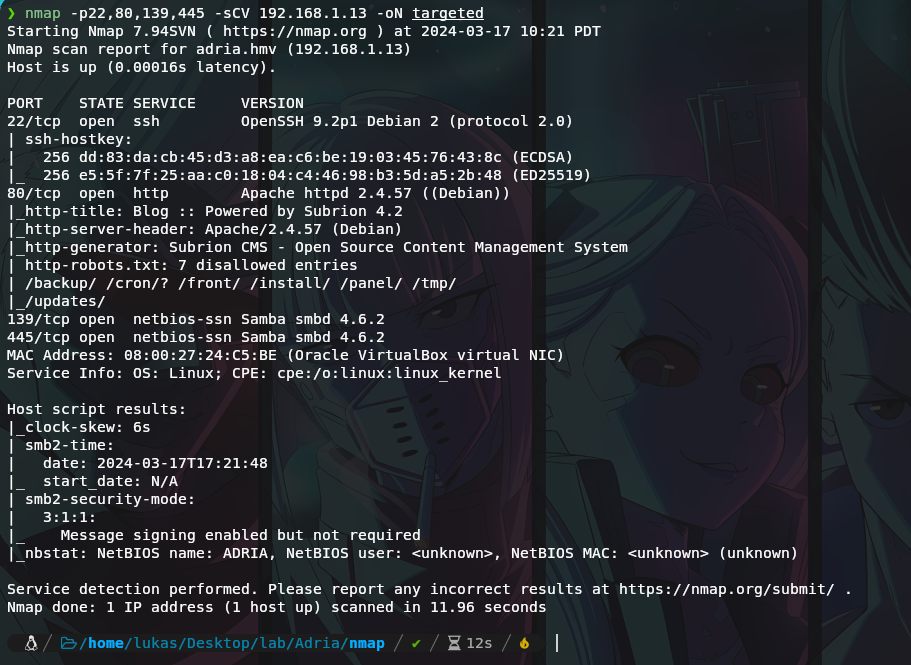 ❯ nmap -p22,80,139,445 -sCV 192.168.1.13 -oN targeted
Starting Nmap 7.94SVN ( https://nmap.org ) at 2024-03-17 10:21 PDT
Nmap scan report for adria.hmv (192.168.1.13)
Host is up (0.00016s latency).

PORT    STATE SERVICE     VERSION
22/tcp  open  ssh         OpenSSH 9.2p1 Debian 2 (protocol 2.0)
| ssh-hostkey:
|   256 dd:83:da:cb:45:d3:a8:ea:c6:be:19:03:45:76:43:8c (ECDSA)
|_  256 e5:5f:7f:25:aa:c0:18:04:c4:46:98:b3:5d:a5:2b:48 (ED25519)
80/tcp  open  http        Apache httpd 2.4.57 ((Debian))
|_http-title: Blog :: Powered by Subrion 4.2
|_http-server-header: Apache/2.4.57 (Debian)
|_http-generator: Subrion CMS - Open Source Content Management System
| http-robots.txt: 7 disallowed entries
| /backup/ /cron/? /front/ /install/ /panel/ /tmp/
|_/updates/
139/tcp open  netbios-ssn Samba smbd 4.6.2
445/tcp open  netbios-ssn Samba smbd 4.6.2
MAC Address: 08:00:27:24:C5:BE (Oracle VirtualBox virtual NIC)
Service Info: OS: Linux; CPE: cpe:/o:linux:linux_kernel

Host script results:
|_clock-skew: 6s
| smb2-time:
|   date: 2024-03-17T17:21:48
|_  start_date: N/A
| smb2-security-mode:
|   3:1:1:
|_    Message signing enabled but not required
|_nbstat: NetBIOS name: ADRIA, NetBIOS user: <unknown>, NetBIOS MAC: <unknown> (unknown)

Service detection performed. Please report any incorrect results at https://nmap.org/submit/ .
Nmap done: 1 IP address (1 host up) scanned in 11.96 seconds

/ /home/lukas/Desktop/lab/Adria/nmap / ✔ / 12s /